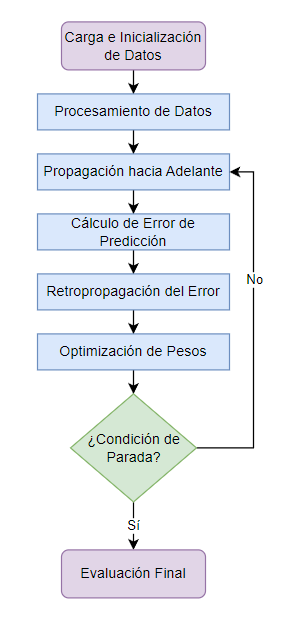 Carga e Inicialización
de Datos
Procesamiento de Datos
Propagación hacia Adelante
Cálculo de Error de
Predicción
Retropropagación del Error
Optimización de Pesos
¿Condición de
Parada?
No
Sí
Evaluación Final